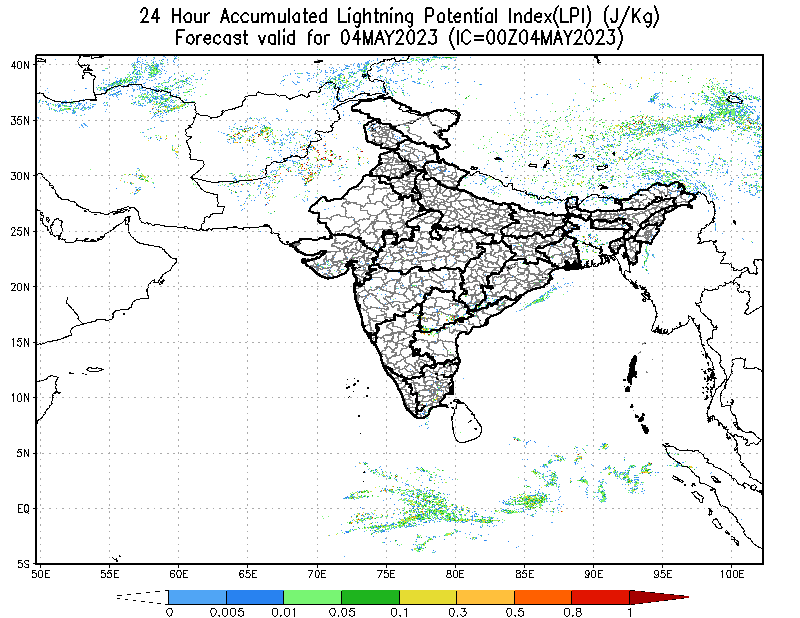 24 Hour Accumulated Lightning Potential Index(LPI) (J/Kg)
Forecast valid for 04MAY2023 (IC=00Z04MAY2023)
40N
35N
30N
25N
20N
15N
10N
5N
EQ
5S
50E 55E 60E 65E 70E 75E 80E 85E 90E 95E 100E
0 0.005 0.01 0.05 0.1 0.3 0.5 0.8 1